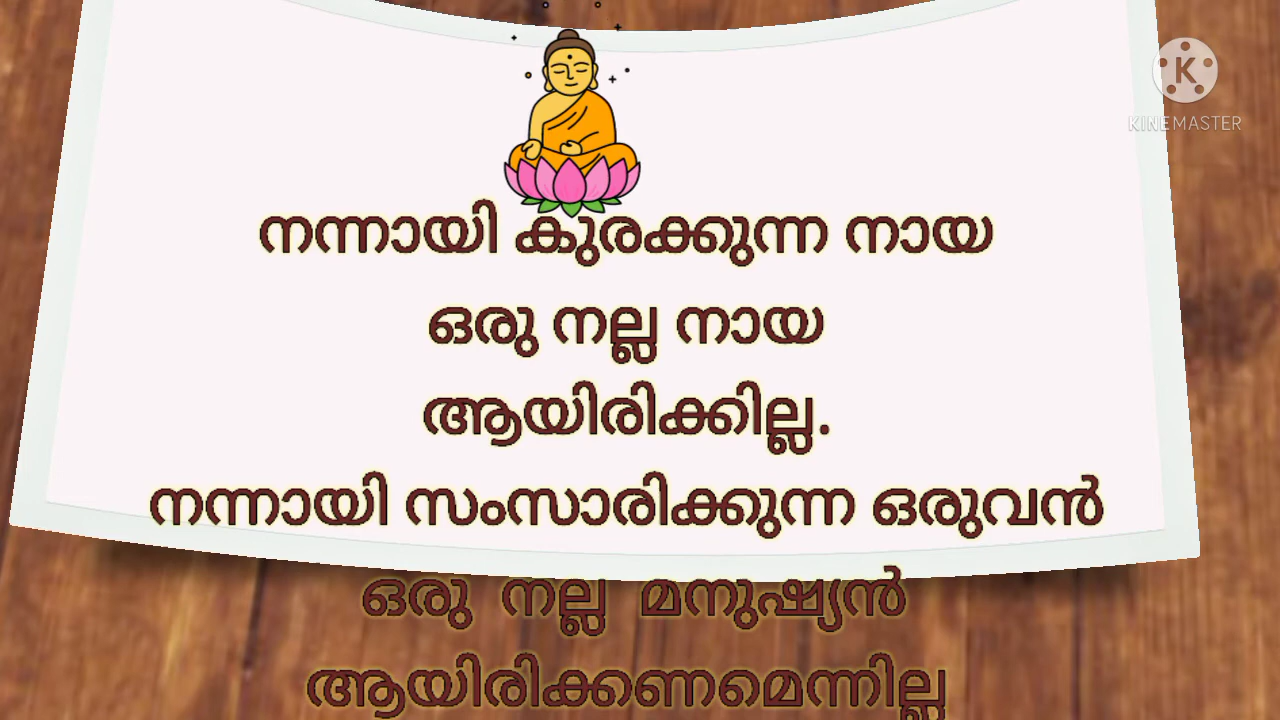 KINEMASTER
നന്നായി കുരക്കുന്ന നായ
ഒരു നല്ല നായ
ആയിരിക്കില്ല.
നന്നായി സംസാരിക്കുന്ന ഒരുവൻ
ഒരു നല്ല മനുഷ്യൻ
ആയിരിക്കണമെന്നില്ല